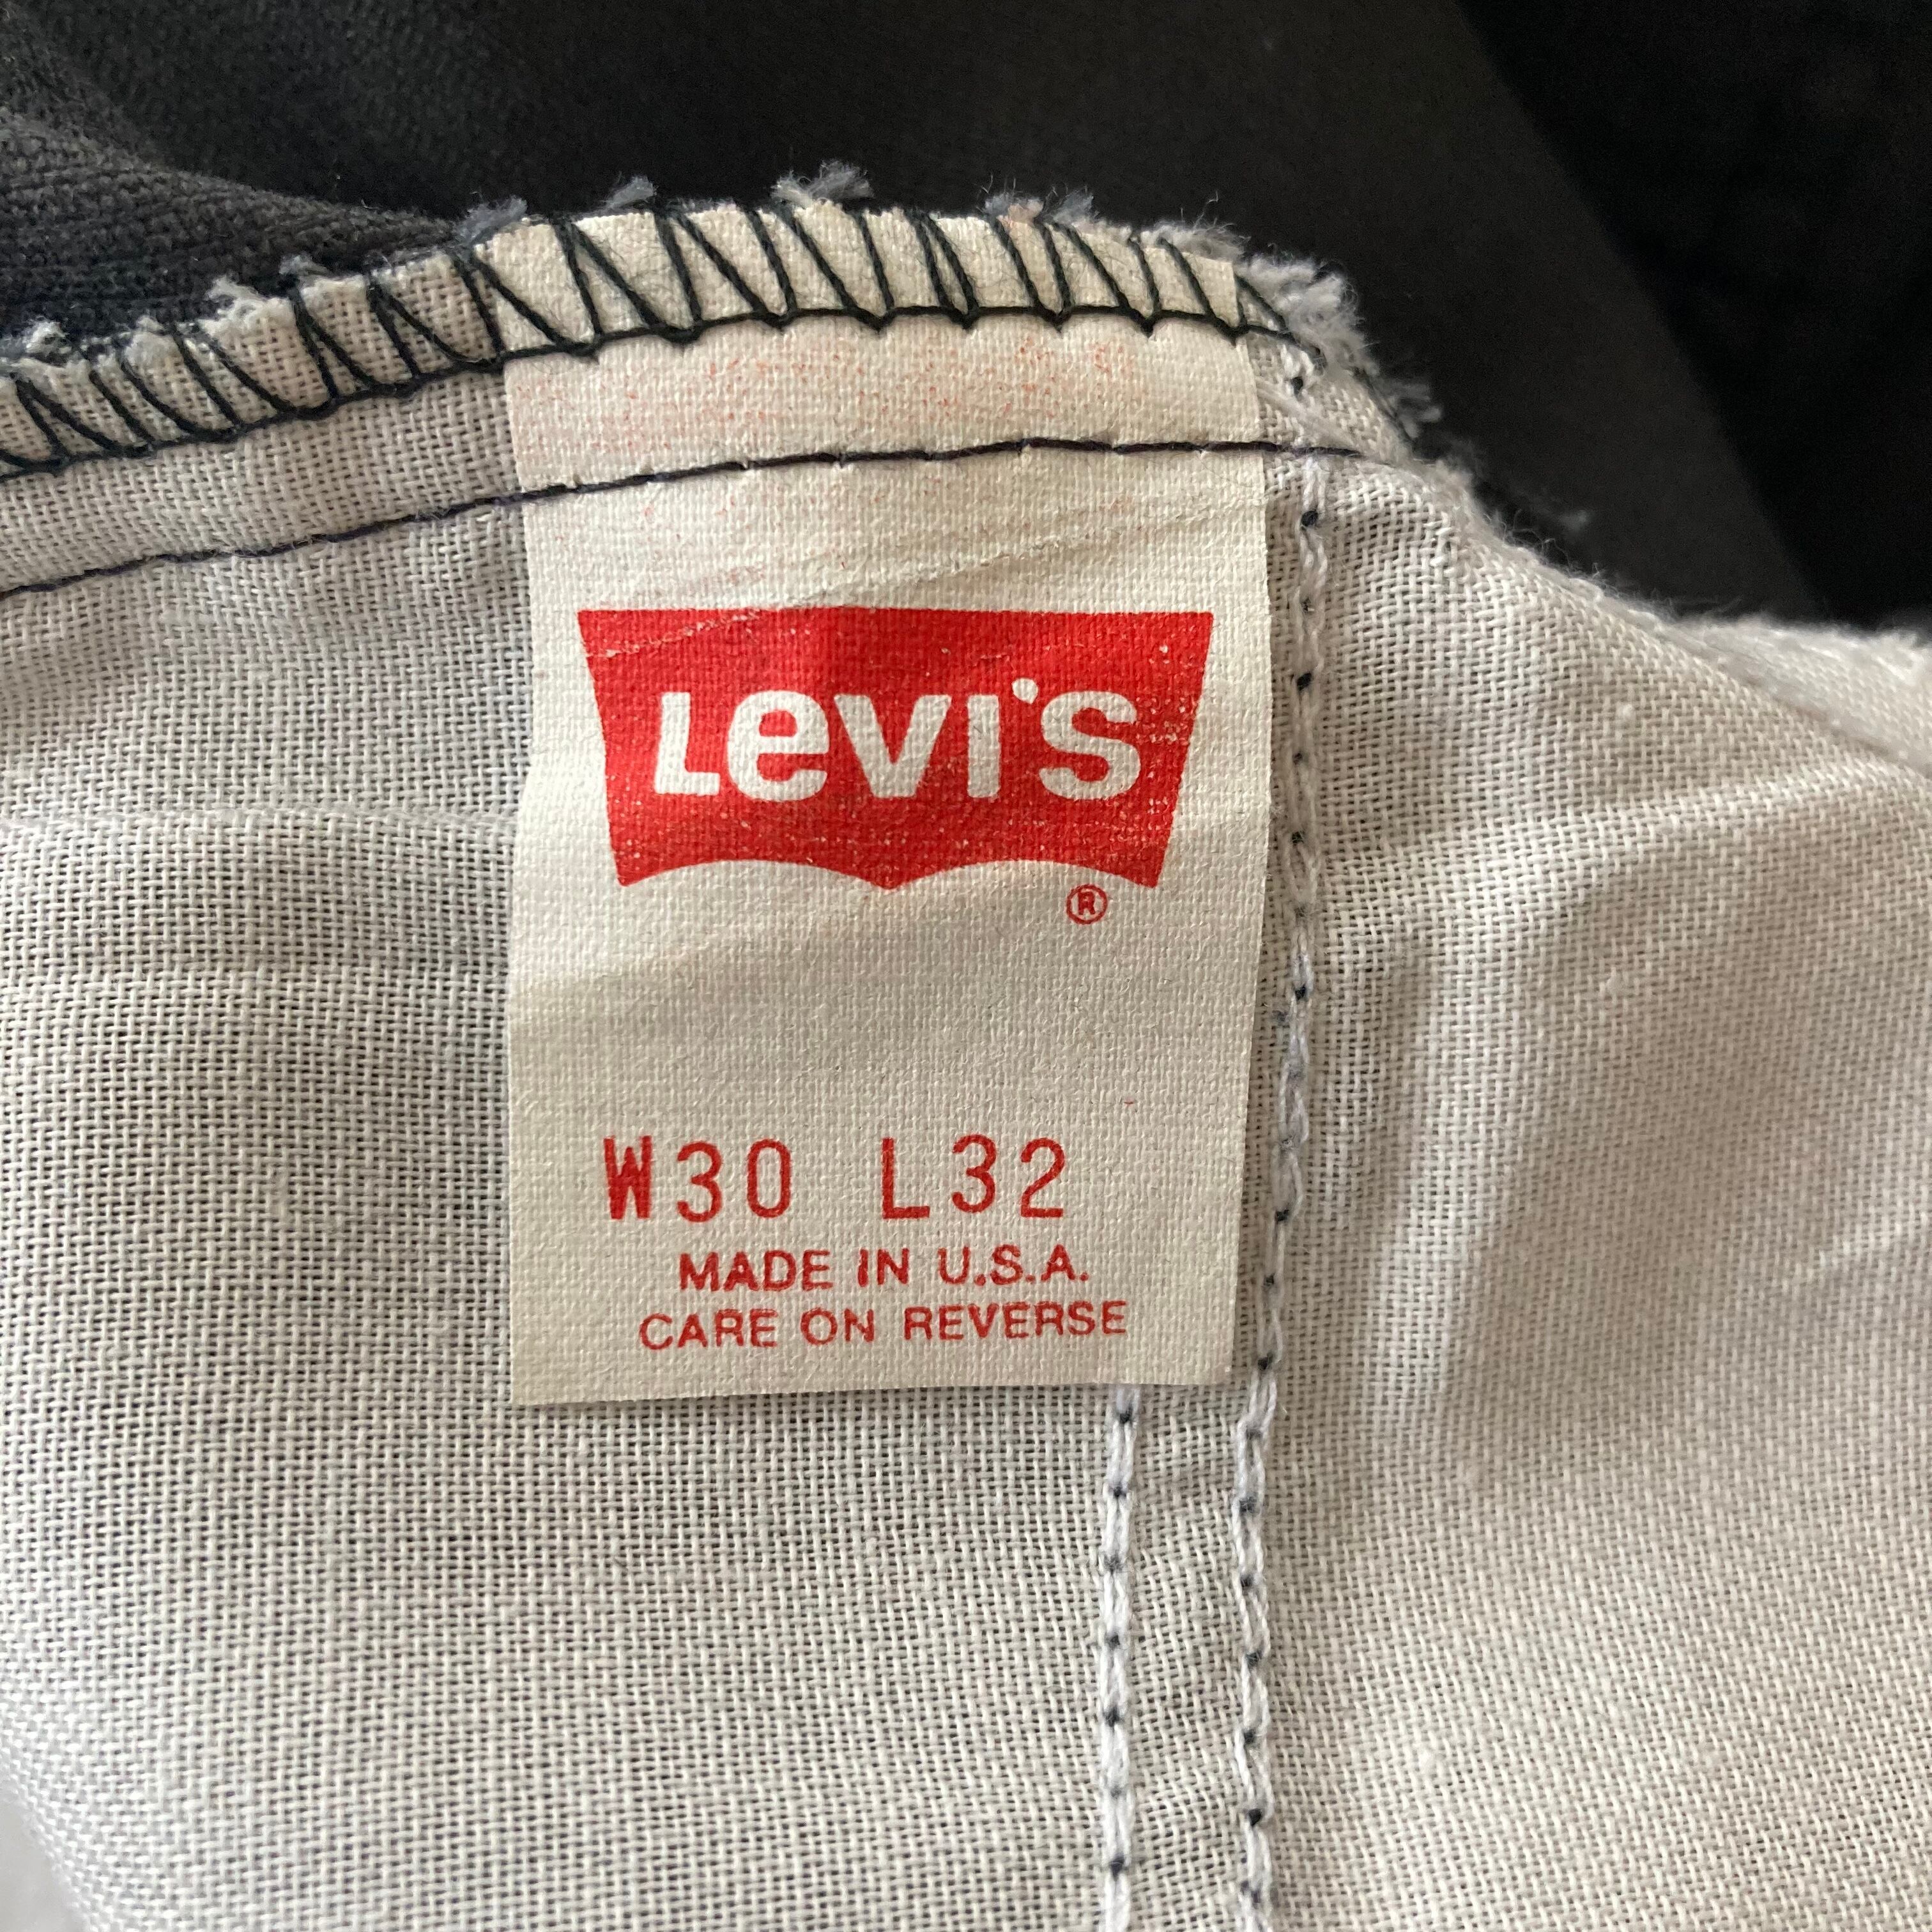 Levi's
®
W30 L32
MADE IN U.S.A.
CARE ON REVERSE